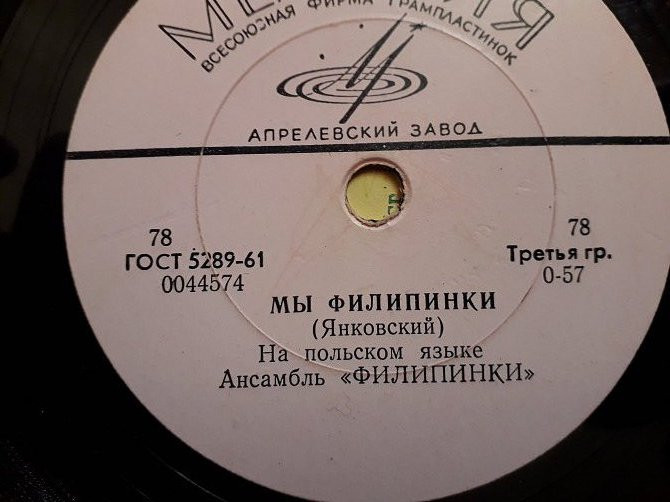 ВСЕСОЮЗНАЯ ФИРМА ГРАМПЛАСТИНОК
АПРЕЛЕВСКИЙ ЗАВОД
78
ГОСТ 5289-61
0044574
78
Третья гр.
0-57
МЫ ФИЛИПИНКИ
(Янковский)
На польском языке
Ансамбль «ФИЛИПИНКИ»